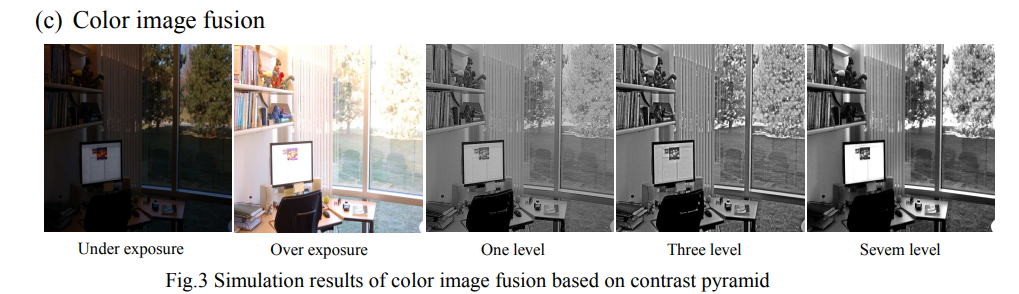 (c) Color image fusion
Under exposure
Over exposure
One level
Three level
Sevem level
Fig.3 Simulation results of color image fusion based on contrast pyramid